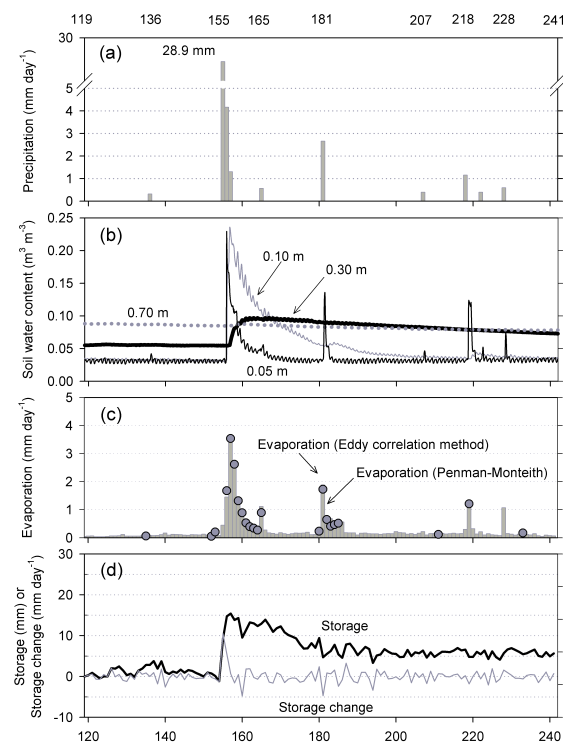 119 136 155 165 181 207 218 228 241
30
28.9 mm
(a)
5
4
3
2
1
0
Precipitation (mm day-1)
0.25
(b)
0.20
0.10 m
0.30 m
0.15
0.70 m
0.10
0.05
0.05 m
0.00
Soil water content (m3 m-3)
5
(c)
4
Evaporation (Eddy correlation method)
3
Evaporation (Penman-Monteith)
2
1
0
Evaporation (mm day-1)
30
(d)
20
Storage
10
0
Storage change
-10
Storage (mm) or
Storage change (mm day-1)
120 140 160 180 200 220 240